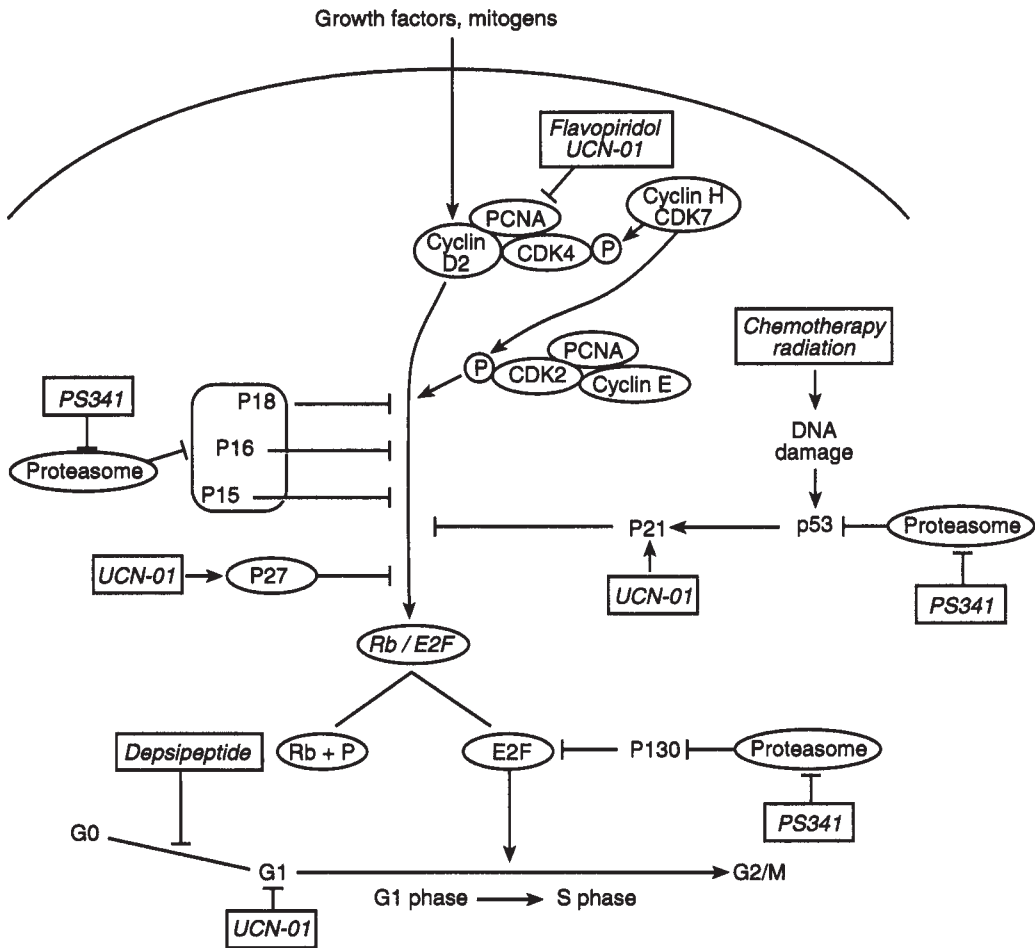 Growth factors, mitogens
Flavopiridol
UCN-01
Cyclin H
CDK7
PCNA
Cyclin
D2
CDK4
P
Chemotherapy
radiation
PCNA
P
CDK2
Cyclin E
PS341
P18
DNA
damage
P16
Proteasome
P15
P21
p53
Proteasome
UCN-01
P27
UCN-01
PS341
Rb / E2F
Depsipeptide
Rb + P
E2F
P130
Proteasome
PS341
G0
G1
G2/M
G1 phase
S phase
UCN-01